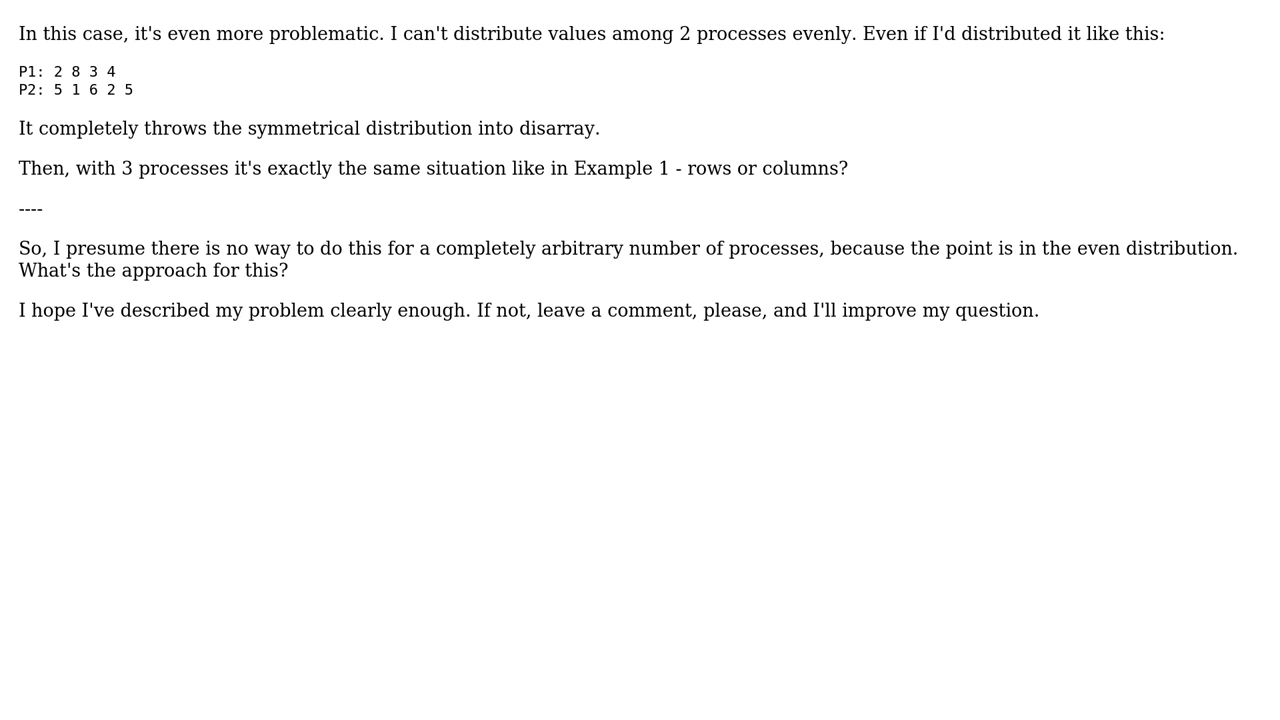 In this case, it's even more problematic. I can't distribute values among 2 processes evenly. Even if I'd distributed it like this:
P1: 2 8 3 4
P2: 5 1 6 2 5
It completely throws the symmetrical distribution into disarray.
Then, with 3 processes it's exactly the same situation like in Example 1 - rows or columns?
----
So, I presume there is no way to do this for a completely arbitrary number of processes, because the point is in the even distribution.
What's the approach for this?
I hope I've described my problem clearly enough. If not, leave a comment, please, and I'll improve my question.